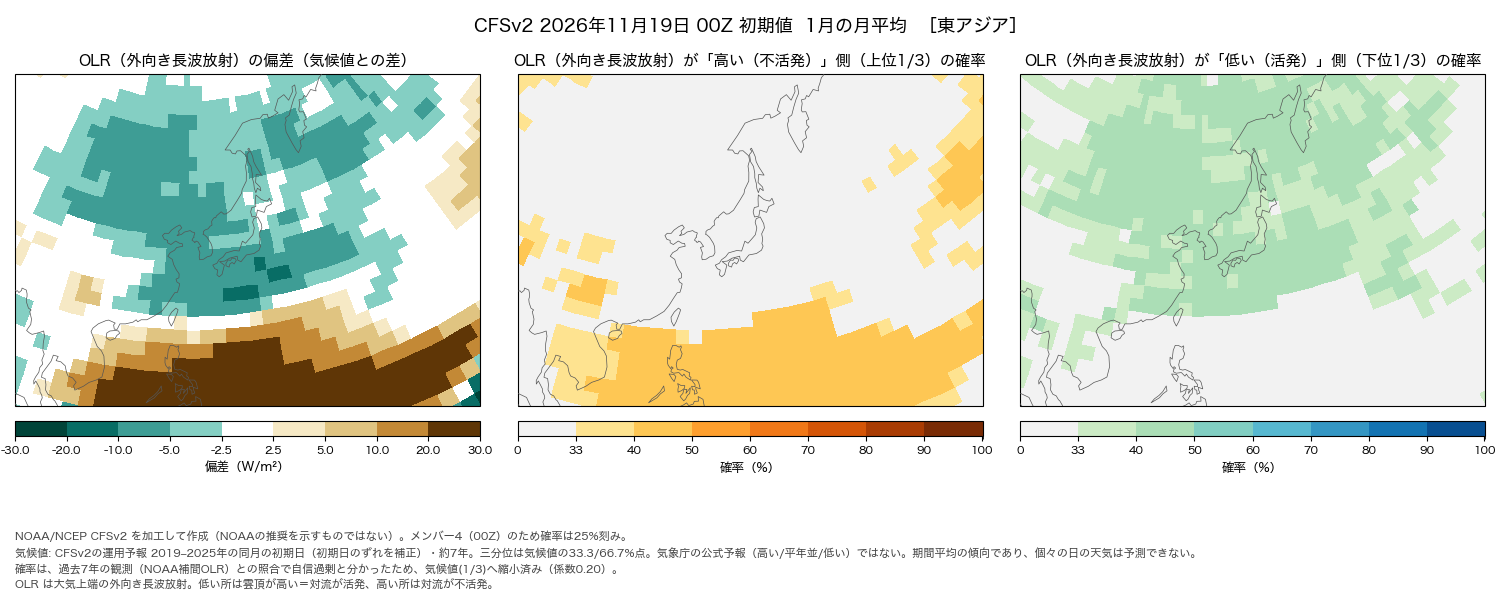 CFSv2 2026年11月19日 00Z 初期値 1月の月平均 ［東アジア］
OLR（外向き長波放射）の偏差（気候値との差）
OLR（外向き長波放射）が「高い（不活発）」側（上位1/3）の確率
OLR（外向き長波放射）が「低い（活発）」側（下位1/3）の確率
-30.0 -20.0 -10.0 -5.0 -2.5 2.5 5.0 10.0 20.0 30.0
偏差（W/m²）
0 33 40 50 60 70 80 90 100
確率（%）
0 33 40 50 60 70 80 90 100
確率（%）
NOAA/NCEP CFSv2 を加工して作成（NOAAの推奨を示すものではない）。メンバー4（00Z）のため確率は25%刻み。
気候値: CFSv2の運用予報 2019–2025年の同月の初期日（初期日のずれを補正）・約7年。三分位は気候値の33.3/66.7%点。気象庁の公式予報（高い/平年並/低い）ではない。期間平均の傾向であり、個々の日の天気は予測できない。
確率は、過去7年の観測（NOAA補間OLR）との照合で自信過剰と分かったため、気候値(1/3)へ縮小済み（係数0.20）。
OLR は大気上端の外向き長波放射。低い所は雲頂が高い＝対流が活発、高い所は対流が不活発。